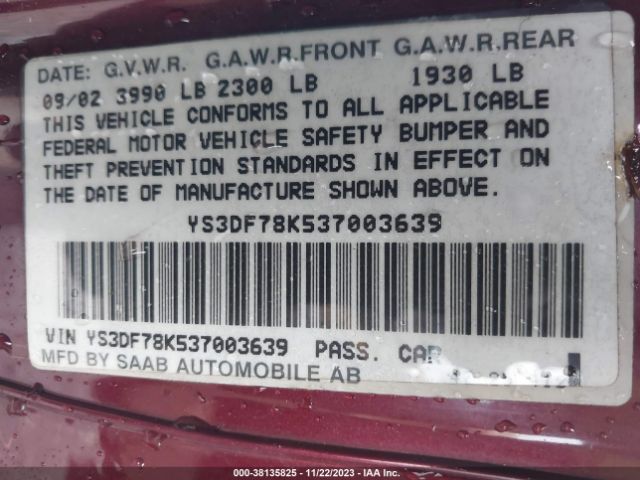 DATE: G.V.W.R. G.A.W.R.FRONT G.A.W.R.REAR
09/02 3990 LB 2300 LB 1930 LB
THIS VEHICLE CONFORMS TO ALL APPLICABLE
FEDERAL MOTOR VEHICLE SAFETY BUMPER AND
THEFT PREVENTION STANDARDS IN EFFECT ON
THE DATE OF MANUFACTURE SHOWN ABOVE.
YS3DF78K537003639
VIN YS3DF78K537003639 PASS. CAR
MFD BY SAAB AUTOMOBILE AB
000-38135825 - 11/22/2023 - IAA Inc.